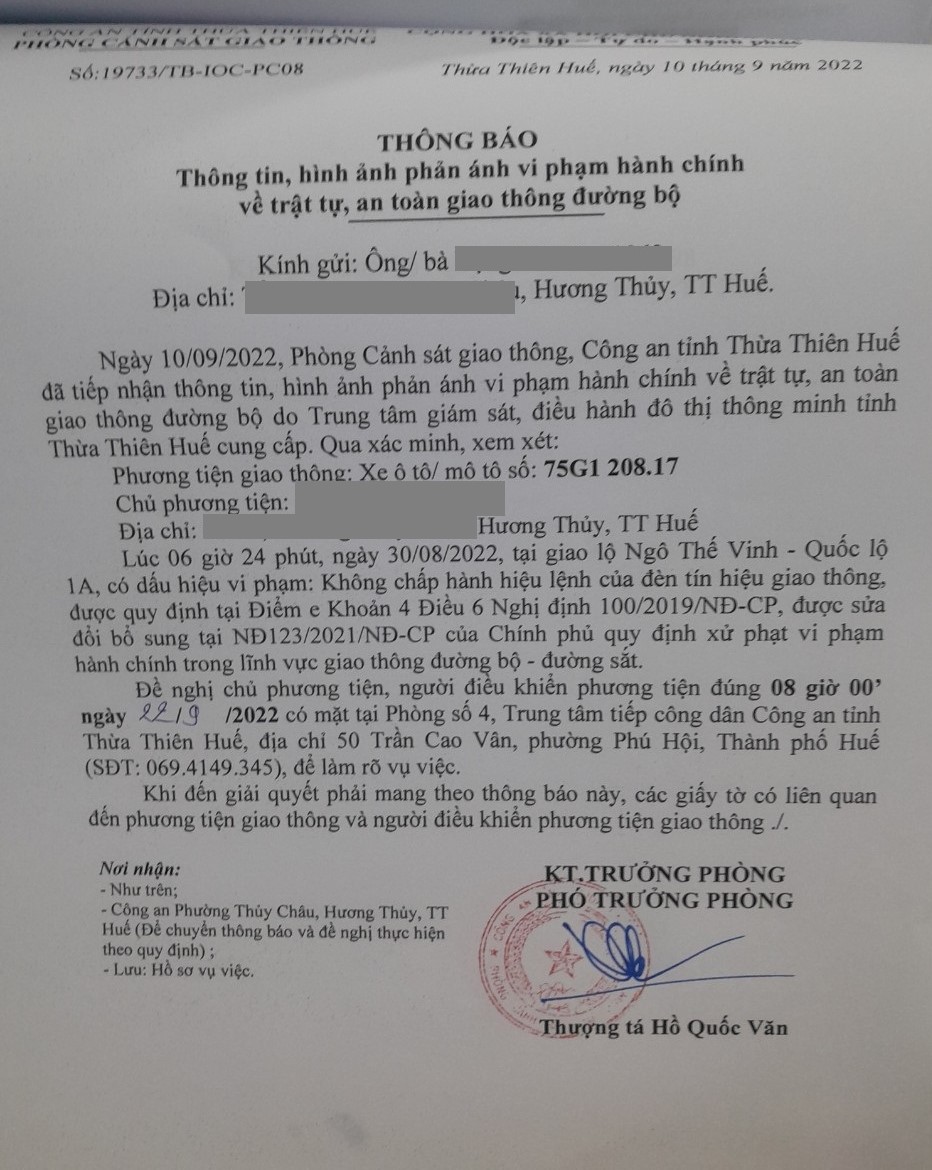 CÔNG AN TỈNH THỪA THIÊN HUẾ
PHÒNG CẢNH SÁT GIAO THÔNG
Độc lập – Tự do – Hạnh phúc
Số:19733/TB-IOC-PC08
Thừa Thiên Huế, ngày 10 tháng 9 năm 2022
THÔNG BÁO
Thông tin, hình ảnh phản ánh vi phạm hành chính
về trật tự, an toàn giao thông đường bộ
Kính gửi: Ông/ bà
Địa chỉ: , Hương Thủy, TT Huế.
Ngày 10/09/2022, Phòng Cảnh sát giao thông, Công an tỉnh Thừa Thiên Huế
đã tiếp nhận thông tin, hình ảnh phản ánh vi phạm hành chính về trật tự, an toàn
giao thông đường bộ do Trung tâm giám sát, điều hành đô thị thông minh tỉnh
Thừa Thiên Huế cung cấp. Qua xác minh, xem xét:
Phương tiện giao thông: Xe ô tô/ mô tô số: 75G1 208.17
Chủ phương tiện:
Địa chỉ: Hương Thủy, TT Huế
Lúc 06 giờ 24 phút, ngày 30/08/2022, tại giao lộ Ngô Thế Vinh - Quốc lộ
1A, có dấu hiệu vi phạm: Không chấp hành hiệu lệnh của đèn tín hiệu giao thông,
được quy định tại Điểm e Khoản 4 Điều 6 Nghị định 100/2019/NĐ-CP, được sửa
đổi bổ sung tại NĐ123/2021/NĐ-CP của Chính phủ quy định xử phạt vi phạm
hành chính trong lĩnh vực giao thông đường bộ - đường sắt.
Đề nghị chủ phương tiện, người điều khiển phương tiện đúng 08 giờ 00’
ngày 22/9 /2022 có mặt tại Phòng số 4, Trung tâm tiếp công dân Công an tỉnh
Thừa Thiên Huế, địa chỉ 50 Trần Cao Vân, phường Phú Hội, Thành phố Huế
(SĐT: 069.4149.345), để làm rõ vụ việc.
Khi đến giải quyết phải mang theo thông báo này, các giấy tờ có liên quan
đến phương tiện giao thông và người điều khiển phương tiện giao thông ./.
Nơi nhận:
- Như trên;
- Công an Phường Thủy Châu, Hương Thủy, TT
Huế (Để chuyển thông báo và đề nghị thực hiện
theo quy định) ;
- Lưu: Hồ sơ vụ việc.
KT.TRƯỞNG PHÒNG
PHÓ TRƯỞNG PHÒNG
Thượng tá Hồ Quốc Văn